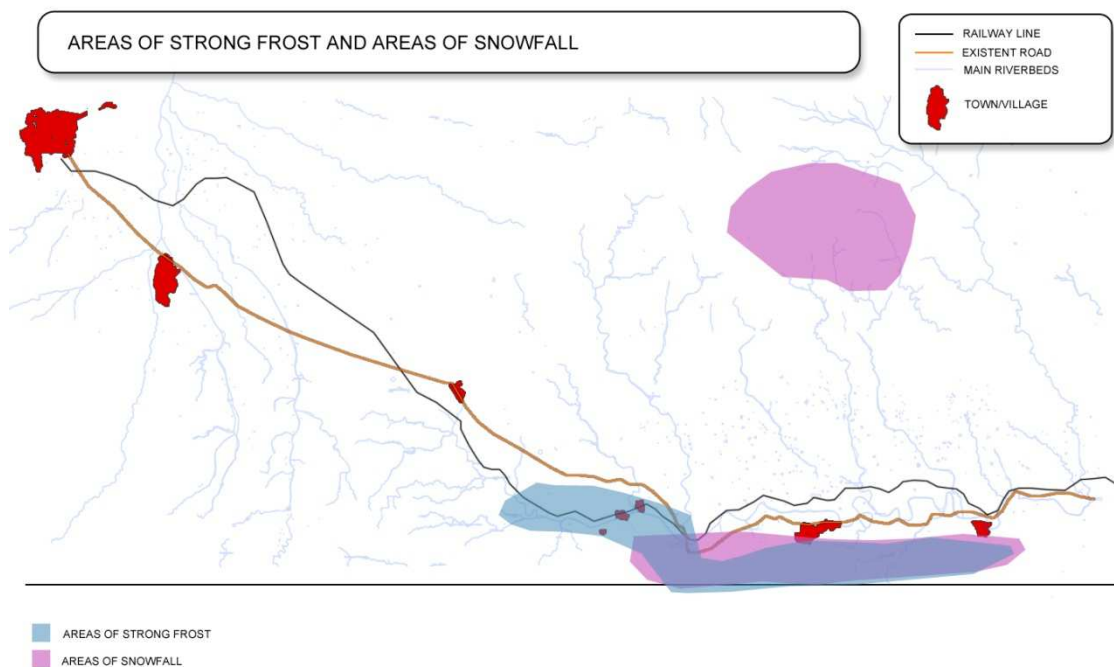 AREAS OF STRONG FROST AND AREAS OF SNOWFALL
RAILWAY LINE
EXISTENT ROAD
MAIN RIVERBEDS
TOWN/VILLAGE
AREAS OF STRONG FROST
AREAS OF SNOWFALL